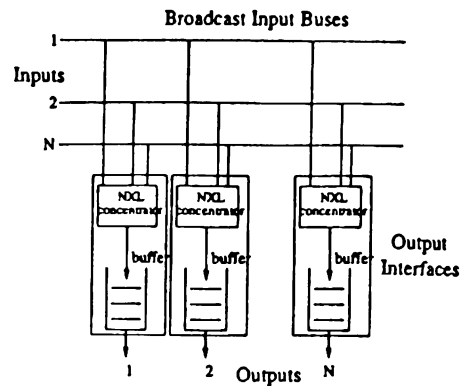 Broadcast Input Buses
1
Inputs
2
N
NXL concentrator
NXL concentrator
NXL concentrator
buffer
buffer
buffer
Output
Interfaces
1
2
N
Outputs